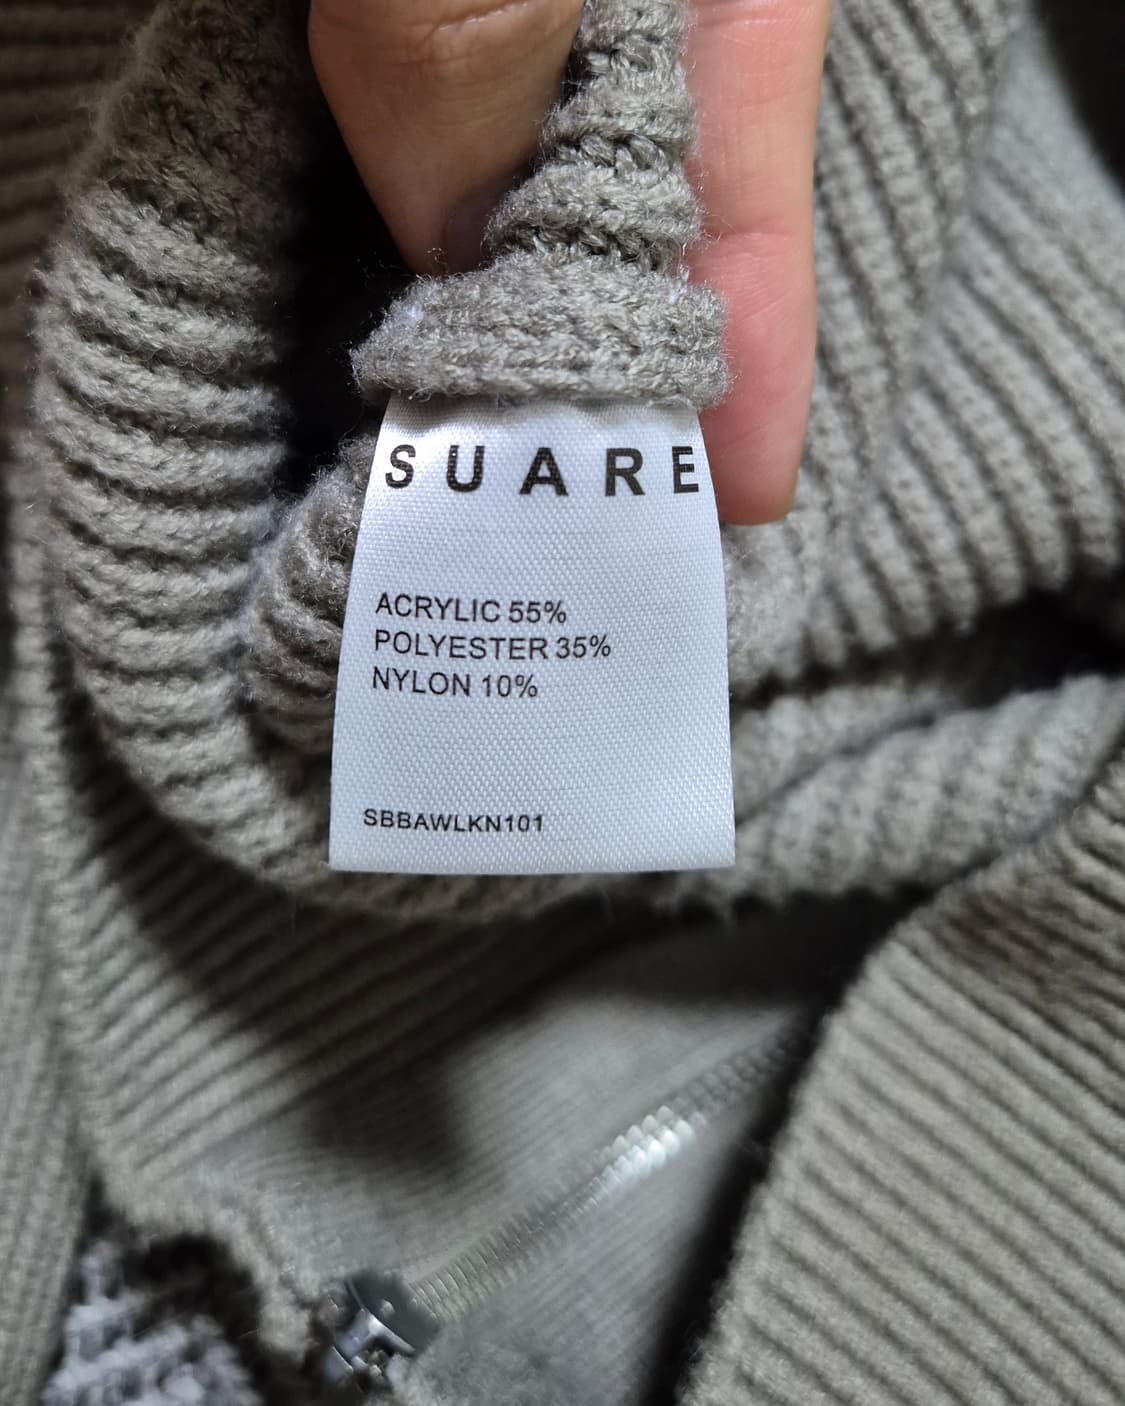 SUARE
ACRYLIC 55%
POLYESTER 35%
NYLON 10%
SBBAWLKN101